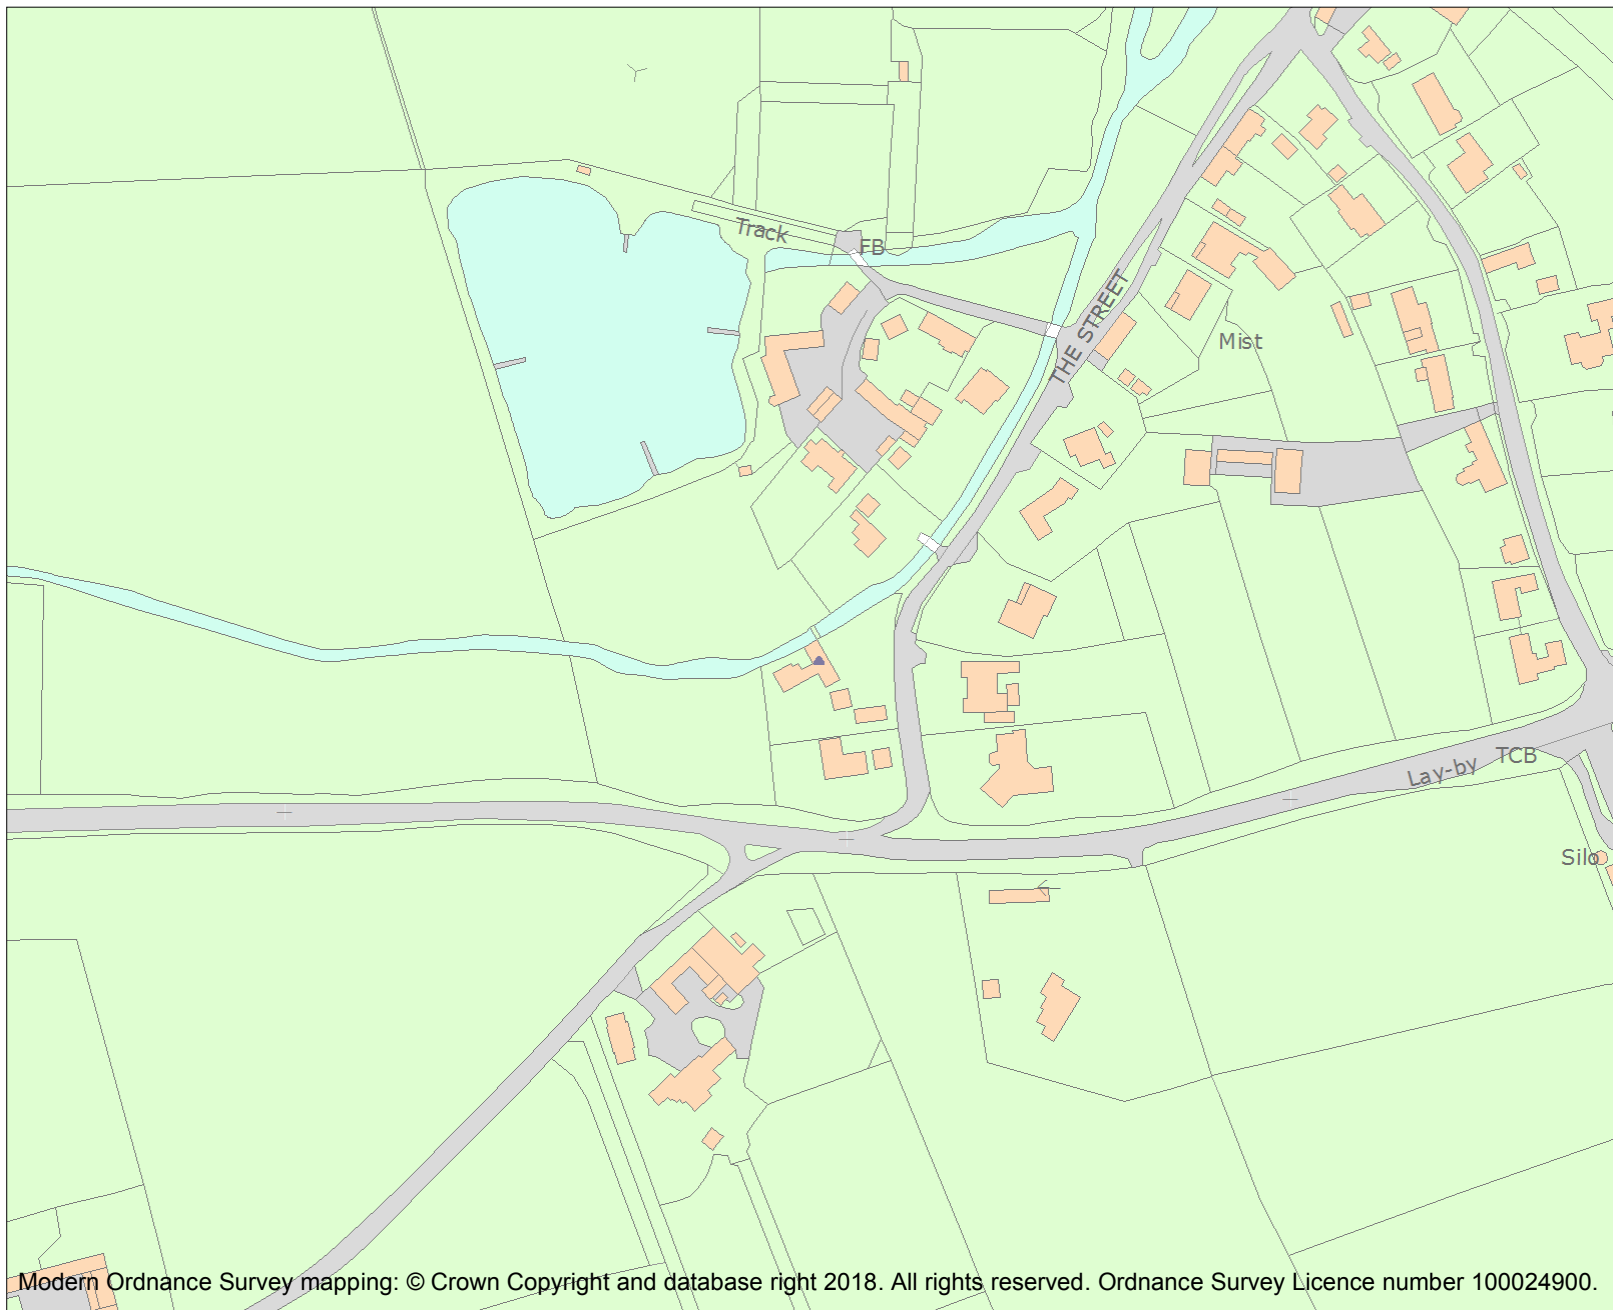 Track
FB
THE STREET
Mist
TCB
Lay-by
Silo
Modern Ordnance Survey mapping: © Crown Copyright and database right 2018. All rights reserved. Ordnance Survey Licence number 100024900.